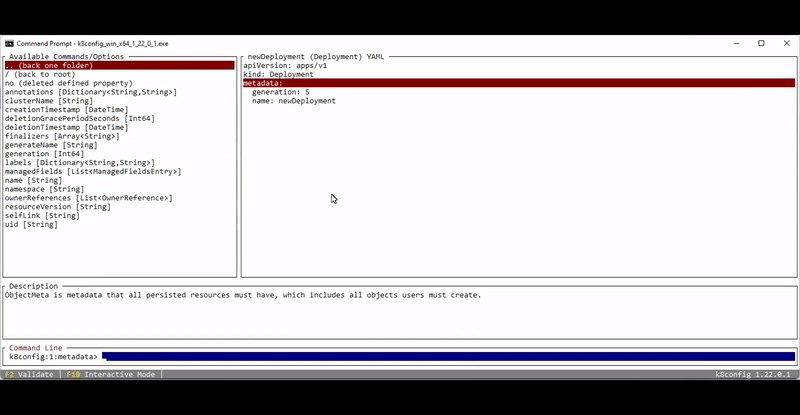 Command Prompt - k8config_win_x64_1_22_0_1.exe
Available Commands/Options
.. (back one folder)
/ (back to root)
no (deleted defined property)
annotations [Dictionary<String,String>]
clusterName [String]
creationTimestamp [DateTime]
deletionGracePeriodSeconds [Int64]
deletionTimestamp [DateTime]
finalizers [Array<String>]
generateName [String]
generation [Int64]
labels [Dictionary<String,String>]
managedFields [List<ManagedFieldsEntry>]
name [String]
namespace [String]
ownerReferences [List<OwnerReference>]
resourceVersion [String]
selfLink [String]
uid [String]
newDeployment (Deployment) YAML
apiVersion: apps/v1
kind: Deployment
metadata:
generation: 5
name: newDeployment
Description
ObjectMeta is metadata that all persisted resources must have, which includes all objects users must create.
Command Line
k8config:1:metadata>
F2 Validate | F10 Interactive Mode |
k8config 1.22.0.1